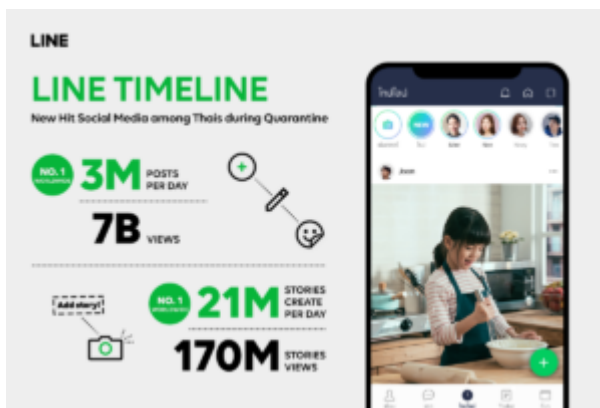 LINE
LINE TIMELINE
New Hit Social Media among Thais during Quarantine
NO. 1
3M
POSTS
PER DAY
7B
VIEWS
Add story!
NO. 1
21M
STORIES
CREATE
PER DAY
170M
STORIES
VIEWS
ไทม์ไลน์